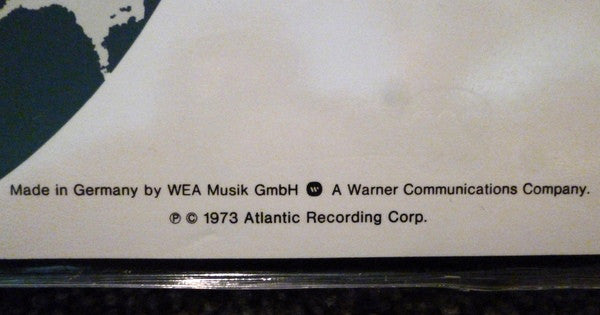 Made in Germany by WEA Musik GmbH W A Warner Communications Company.
℗ © 1973 Atlantic Recording Corp.